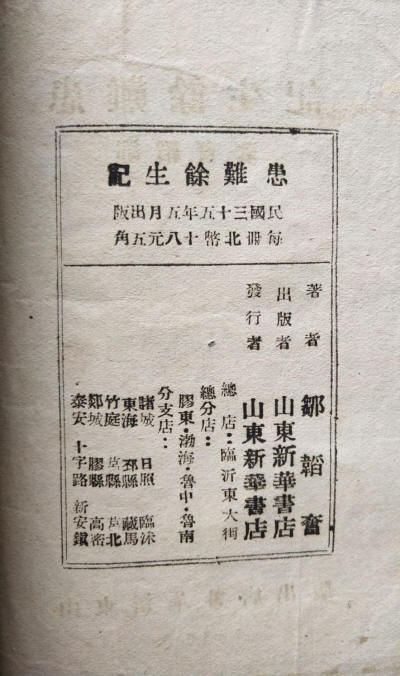 患難餘生記
民國三十五年五月出版
每冊北幣十八元五角
著者 鄒韜奮
出版者 山東新華書店
發行者 山東新華書店
總店：臨沂東大街
總分店：
膠東·渤海·魯中·魯南
分支店：
諸城 日照 臨沭
東海 邳縣 藏馬
竹庭 莒縣 莒北
郯城 膠縣 高密
泰安 十字路 新安鎮